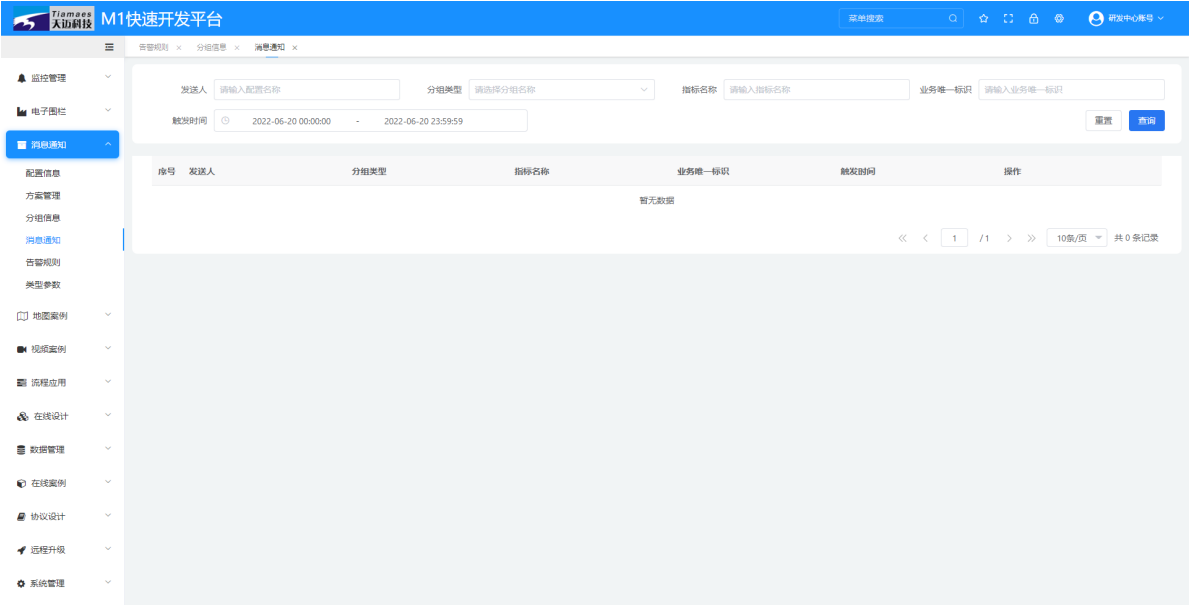 Tiamaes
天迈科技
M1快速开发平台
菜单搜索
研发中心账号
告警规则
分组信息
消息通知
监控管理
电子围栏
消息通知
配置信息
方案管理
分组信息
消息通知
告警规则
类型参数
地图案例
视频案例
流程应用
在线设计
数据管理
在线案例
协议设计
远程升级
系统管理
发送人 请输入配置名称
分组类型 请选择分组名称
指标名称 请输入指标名称
业务唯一标识 请输入业务唯一标识
触发时间 2022-06-20 00:00:00 - 2022-06-20 23:59:59
重置 查询
序号 发送人 分组类型 指标名称 业务唯一标识 触发时间 操作
暂无数据
1 /1 10条/页 共 0 条记录